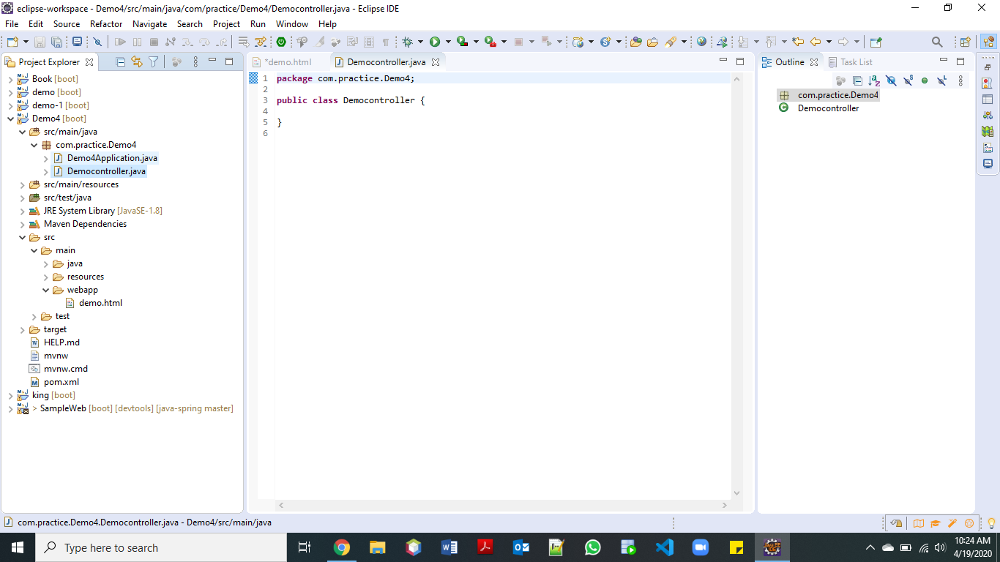 eclipse-workspace - Demo4/src/main/java/com/practice/Demo4/Democontroller.java - Eclipse IDE
File Edit Source Refactor Navigate Search Project Run Window Help
Project Explorer
Book [boot]
demo [boot]
demo-1 [boot]
Demo4 [boot]
src/main/java
com.practice.Demo4
Demo4Application.java
Democontroller.java
src/main/resources
src/test/java
JRE System Library [JavaSE-1.8]
Maven Dependencies
src
main
java
resources
webapp
demo.html
test
target
HELP.md
mvnw
mvnw.cmd
pom.xml
king [boot]
> SampleWeb [boot] [devtools] [java-spring master]
*demo.html Democontroller.java
1 package com.practice.Demo4;
2
3 public class Democontroller {
4
5 }
6
Outline Task List
com.practice.Demo4
Democontroller
com.practice.Demo4.Democontroller.java - Demo4/src/main/java
Type here to search
10:24 AM
4/19/2020